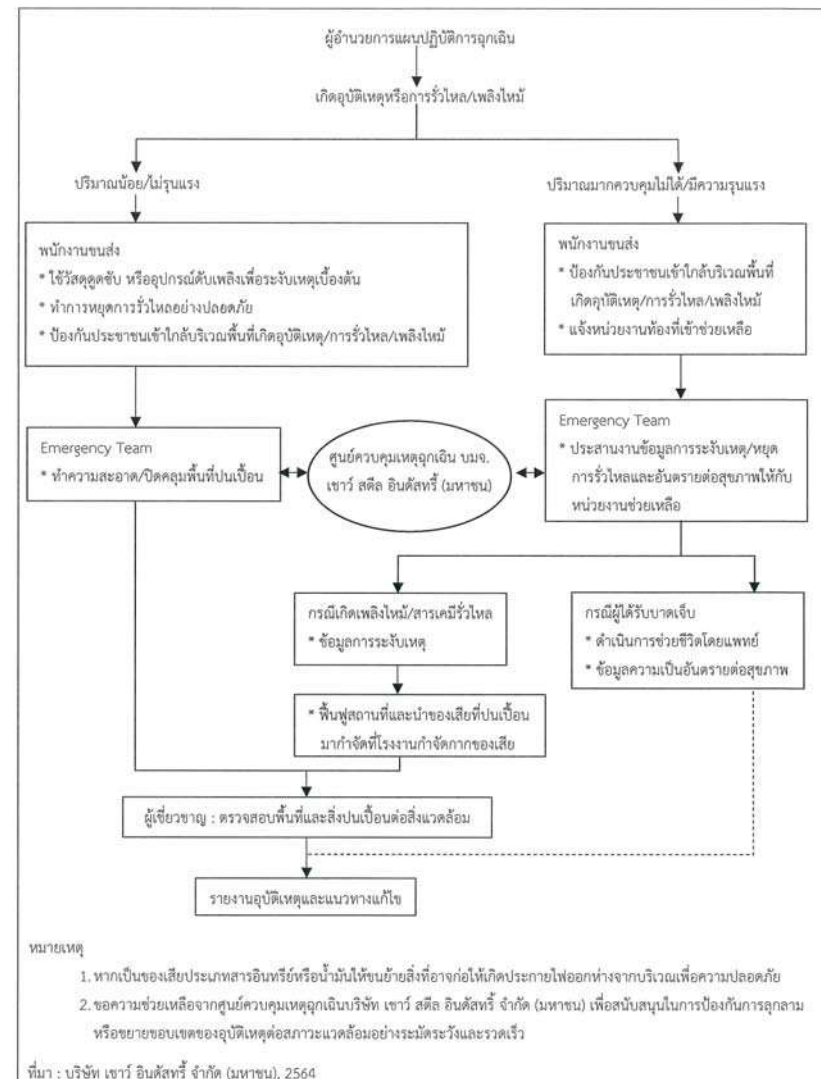 ผู้อำนวยการแผนปฏิบัติการฉุกเฉิน
เกิดอุบัติเหตุหรือการรั่วไหล/เพลิงไหม้
ปริมาณน้อย/ไม่รุนแรง
ปริมาณมากควบคุมไม่ได้/มีความรุนแรง
พนักงานขนส่ง
* ใช้วัสดุดูดซับ หรืออุปกรณ์ดับเพลิงเพื่อระงับเหตุเบื้องต้น
* ทำการหยุดการรั่วไหลอย่างปลอดภัย
* ป้องกันประชาชนเข้าใกล้บริเวณพื้นที่เกิดอุบัติเหตุ/การรั่วไหล/เพลิงไหม้
พนักงานขนส่ง
* ป้องกันประชาชนเข้าใกล้บริเวณพื้นที่
เกิดอุบัติเหตุ/การรั่วไหล/เพลิงไหม้
* แจ้งหน่วยงานท้องที่เข้าช่วยเหลือ
Emergency Team
* ทำความสะอาด/ปิดคลุมพื้นที่ปนเปื้อน
ศูนย์ควบคุมเหตุฉุกเฉิน บมจ.
เชาว์ สตีล อินดัสทรี้ (มหาชน)
Emergency Team
* ประสานงานข้อมูลการระงับเหตุ/หยุด
การรั่วไหลและอันตรายต่อสุขภาพให้กับ
หน่วยงานช่วยเหลือ
กรณีเกิดเพลิงไหม้/สารเคมีรั่วไหล
* ข้อมูลการระงับเหตุ
กรณีผู้ได้รับบาดเจ็บ
* ดำเนินการช่วยชีวิตโดยแพทย์
* ข้อมูลความเป็นอันตรายต่อสุขภาพ
* ฟื้นฟูสถานที่และนำของเสียที่ปนเปื้อน
มากำจัดที่โรงงานกำจัดกากของเสีย
ผู้เชี่ยวชาญ : ตรวจสอบพื้นที่และสิ่งปนเปื้อนต่อสิ่งแวดล้อม
รายงานอุบัติเหตุและแนวทางแก้ไข
หมายเหตุ
1. หากเป็นของเสียประเภทสารอินทรีย์หรือน้ำมันให้ขนย้ายสิ่งที่อาจก่อให้เกิดประกายไฟออกห่างจากบริเวณเพื่อความปลอดภัย
2. ขอความช่วยเหลือจากศูนย์ควบคุมเหตุฉุกเฉินบริษัท เชาว์ สตีล อินดัสทรี้ จำกัด (มหาชน) เพื่อสนับสนุนในการป้องกันการลุกลาม
หรือขยายขอบเขตของอุบัติเหตุต่อสภาวะแวดล้อมอย่างระมัดระวังและรวดเร็ว
ที่มา : บริษัท เชาว์ อินดัสทรี้ จำกัด (มหาชน), 2564